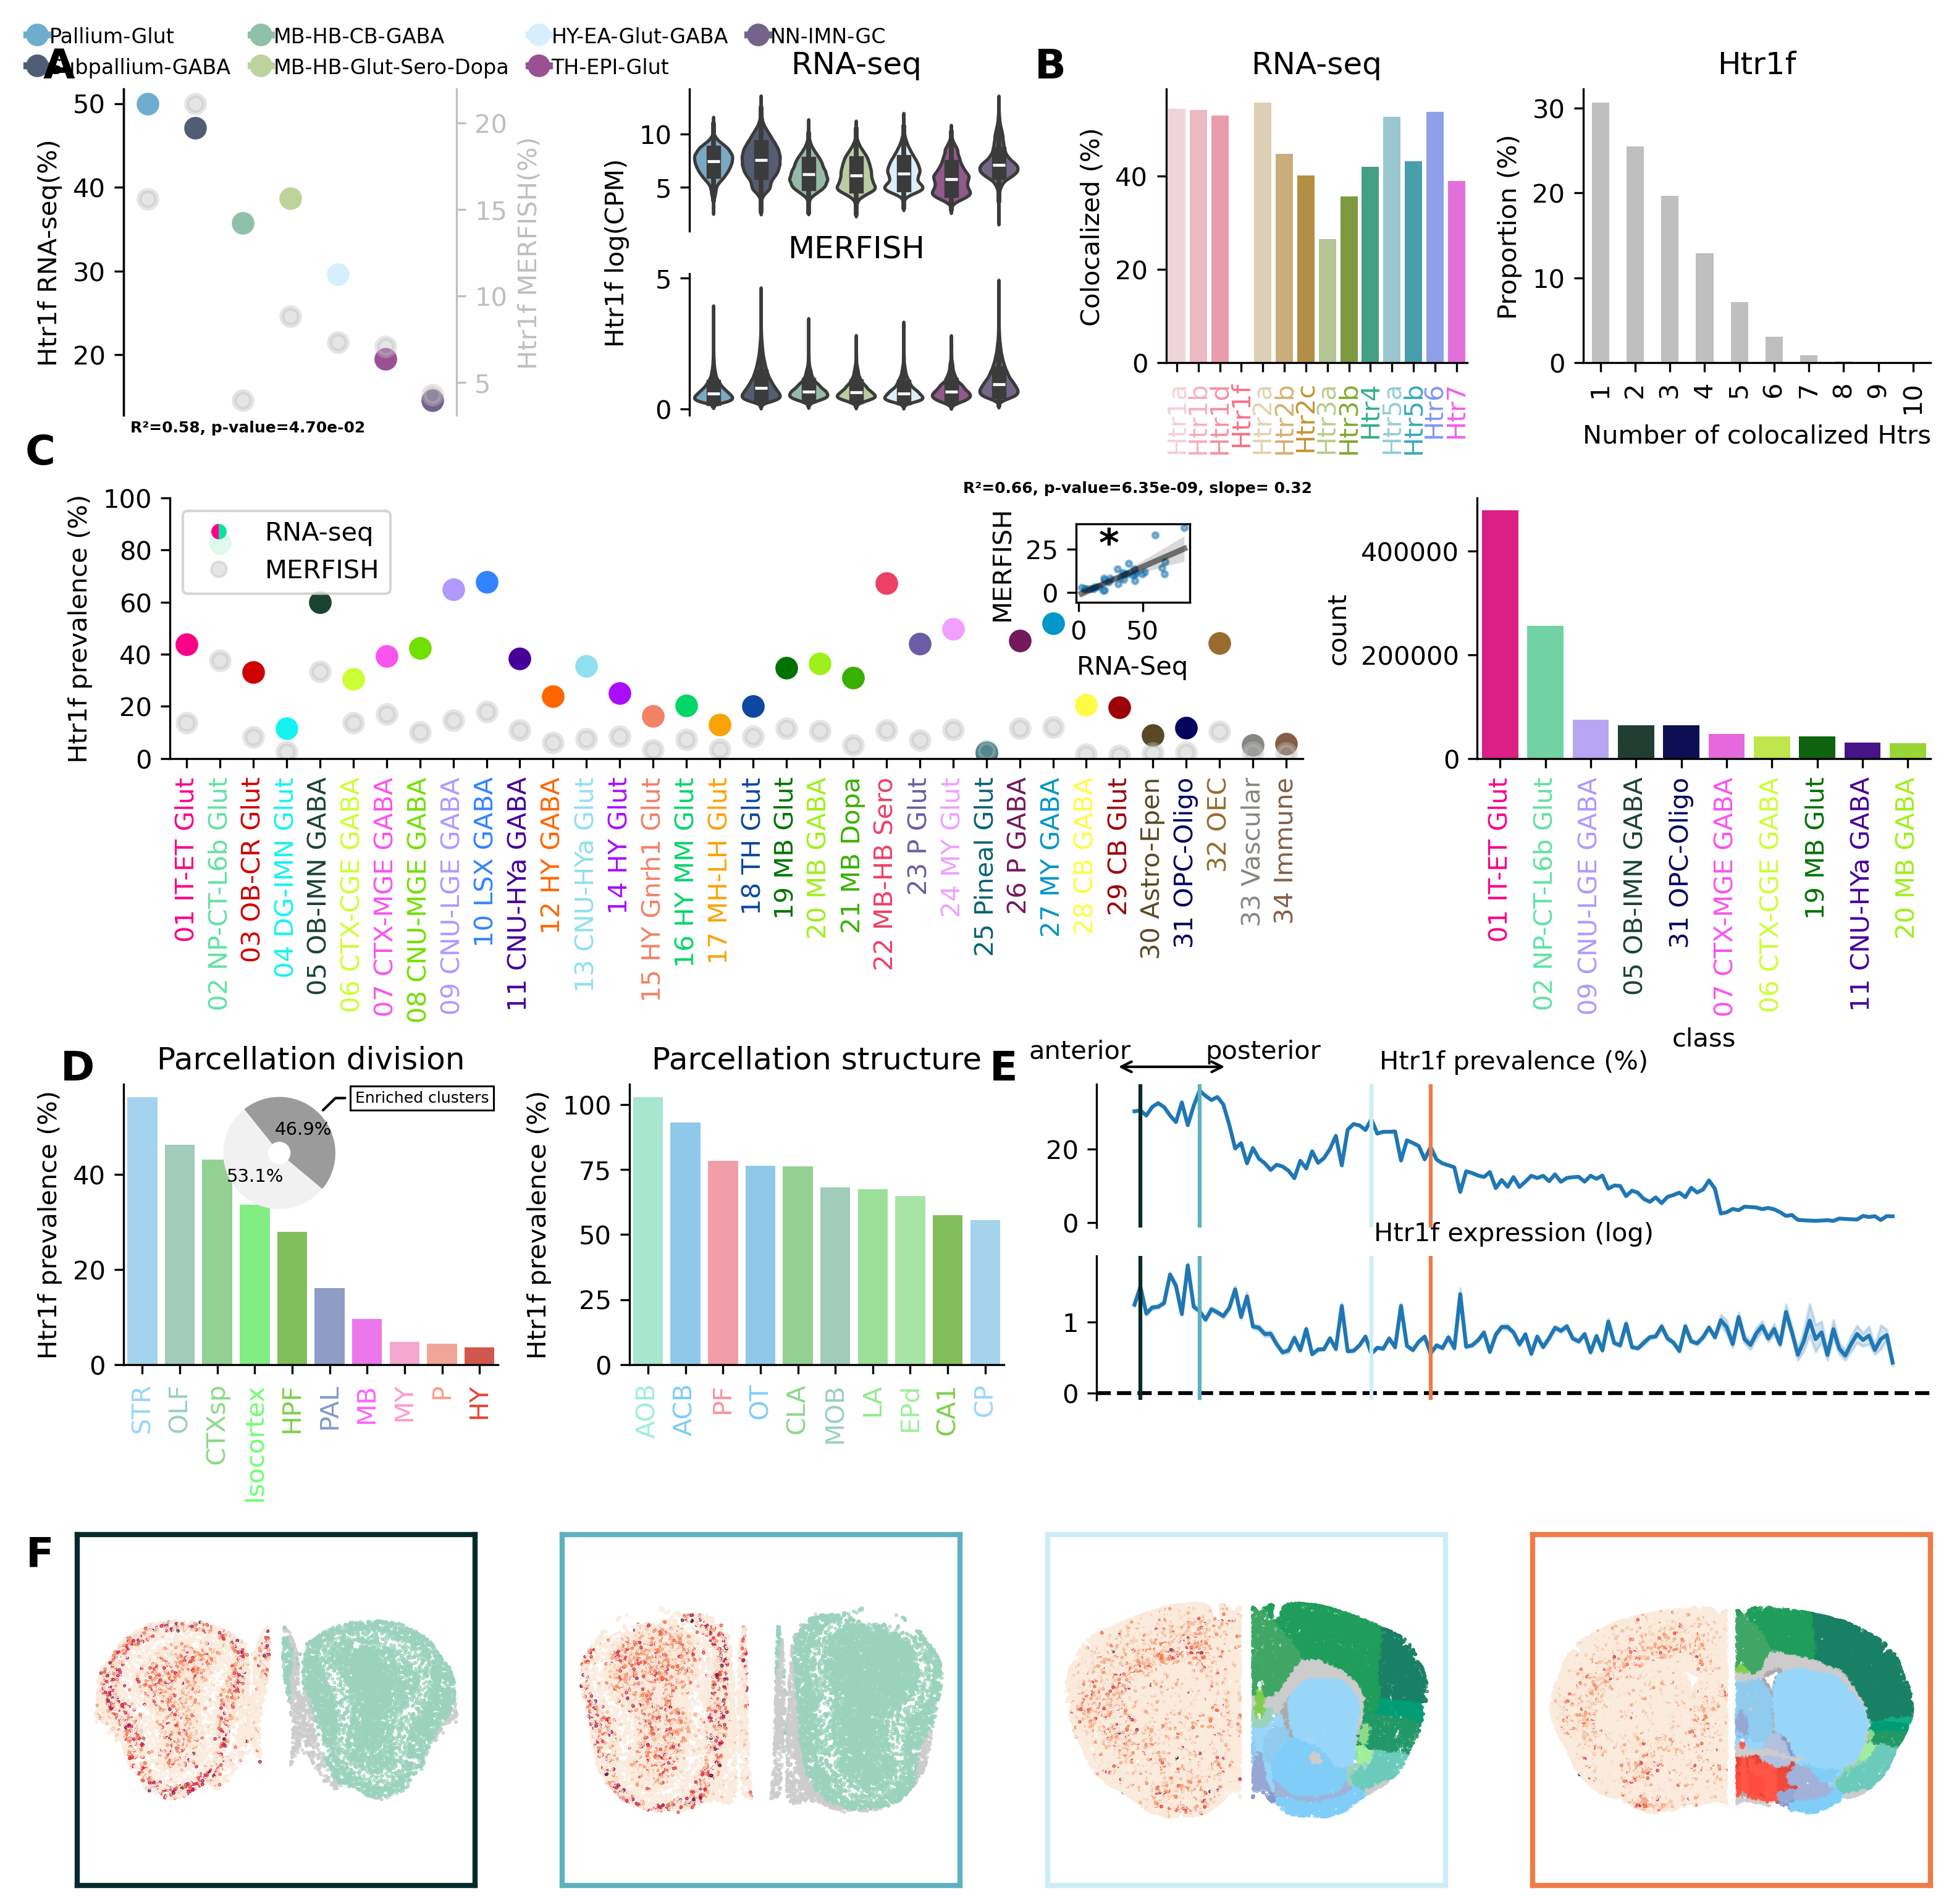 Pallium-Glut
MB-HB-CB-GABA
HY-EA-Glut-GABA
NN-IMN-GC
Subpallium-GABA
MB-HB-Glut-Sero-Dopa
TH-EPI-Glut
A
Htr1f RNA-seq(%)
50
40
30
20
Htr1f MERFISH(%)
20
15
10
5
R²=0.58, p-value=4.70e-02
RNA-seq
Htr1f log(CPM)
10
5
MERFISH
5
0
B
RNA-seq
Colocalized (%)
40
20
0
Htr1a
Htr1b
Htr1d
Htr1f
Htr2a
Htr2b
Htr2c
Htr3a
Htr3b
Htr4
Htr5a
Htr5b
Htr6
Htr7
Htr1f
Proportion (%)
30
20
10
0
1
2
3
4
5
6
7
8
9
10
Number of colocalized Htrs
C
Htr1f prevalence (%)
100
80
60
40
20
0
RNA-seq
MERFISH
R²=0.66, p-value=6.35e-09, slope= 0.32
MERFISH
25
0
*
0
50
RNA-Seq
01 IT-ET Glut
02 NP-CT-L6b Glut
03 OB-CR Glut
04 DG-IMN Glut
05 OB-IMN GABA
06 CTX-CGE GABA
07 CTX-MGE GABA
08 CNU-MGE GABA
09 CNU-LGE GABA
10 LSX GABA
11 CNU-HYa GABA
12 HY GABA
13 CNU-HYa Glut
14 HY Glut
15 HY Gnrh1 Glut
16 HY MM Glut
17 MH-LH Glut
18 TH Glut
19 MB Glut
20 MB GABA
21 MB Dopa
22 MB-HB Sero
23 P Glut
24 MY Glut
25 Pineal Glut
26 P GABA
27 MY GABA
28 CB GABA
29 CB Glut
30 Astro-Epen
31 OPC-Oligo
32 OEC
33 Vascular
34 Immune
count
400000
200000
0
01 IT-ET Glut
02 NP-CT-L6b Glut
09 CNU-LGE GABA
05 OB-IMN GABA
31 OPC-Oligo
07 CTX-MGE GABA
06 CTX-CGE GABA
19 MB Glut
11 CNU-HYa GABA
20 MB GABA
class
D
Parcellation division
Htr1f prevalence (%)
40
20
0
Enriched clusters
46.9%
53.1%
STR
OLF
CTXsp
Isocortex
HPF
PAL
MB
MY
P
HY
Parcellation structure
Htr1f prevalence (%)
100
75
50
25
0
AOB
ACB
PF
OT
CLA
MOB
LA
EPd
CA1
CP
E
anterior
posterior
Htr1f prevalence (%)
20
0
Htr1f expression (log)
1
0
F